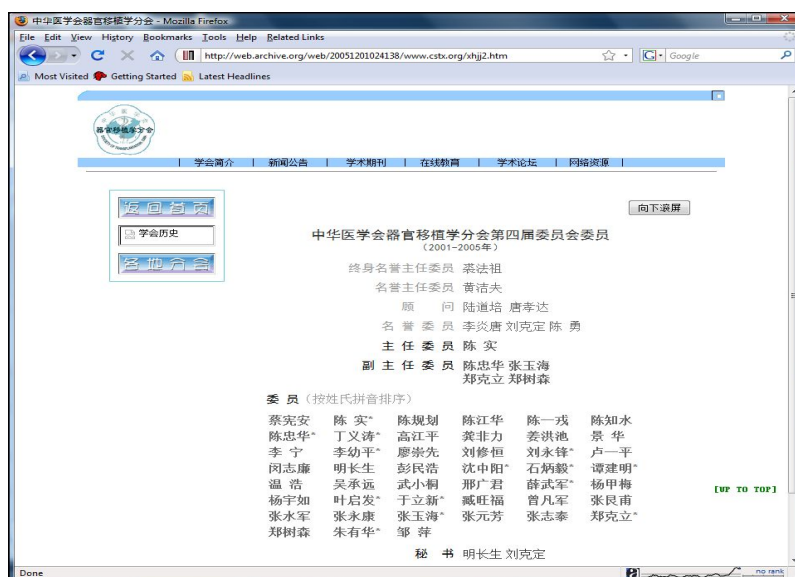 中华医学会器官移植学分会 - Mozilla Firefox
File Edit View History Bookmarks Tools Help Related Links
http://web.archive.org/web/20051201024138/www.cstx.org/xhjj2.htm
Google
Most Visited Getting Started Latest Headlines
器官移植学分会
| 学会简介 | 新闻公告 | 学术期刊 | 在线教育 | 学术论坛 | 网络资源 |
返回首页
向下滚屏
学会历史
各地分会
中华医学会器官移植学分会第四届委员会委员
(2001-2005年)
终身名誉主任委员 裘法祖
名誉主任委员 黄洁夫
顾 问 陆道培 唐孝达
名 誉 委 员 李炎唐 刘克定 陈 勇
主 任 委 员 陈 实
副 主 任 委 员 陈忠华 张玉海
郑克立 郑树森
委 员 (按姓氏拼音排序)
蔡宪安 陈 实* 陈规划 陈江华 陈一戎 陈知水
陈忠华* 丁义涛* 高江平 龚非力 姜洪池 景 华
李 宁 李幼平* 廖崇先 刘修恒 刘永锋* 卢一平
闵志廉 明长生 彭民浩 沈中阳* 石炳毅* 谭建明*
温 浩 吴承远 武小桐 邢广君 薛武军* 杨甲梅
杨宇如 叶启发* 于立新* 臧旺福 曾凡军 张艮甫
张水军 张永康 张玉海* 张元芳 张志泰 郑克立*
郑树森 朱有华* 邹 萍
[UP TO TOP]
秘 书 明长生 刘克定
Done
no rank